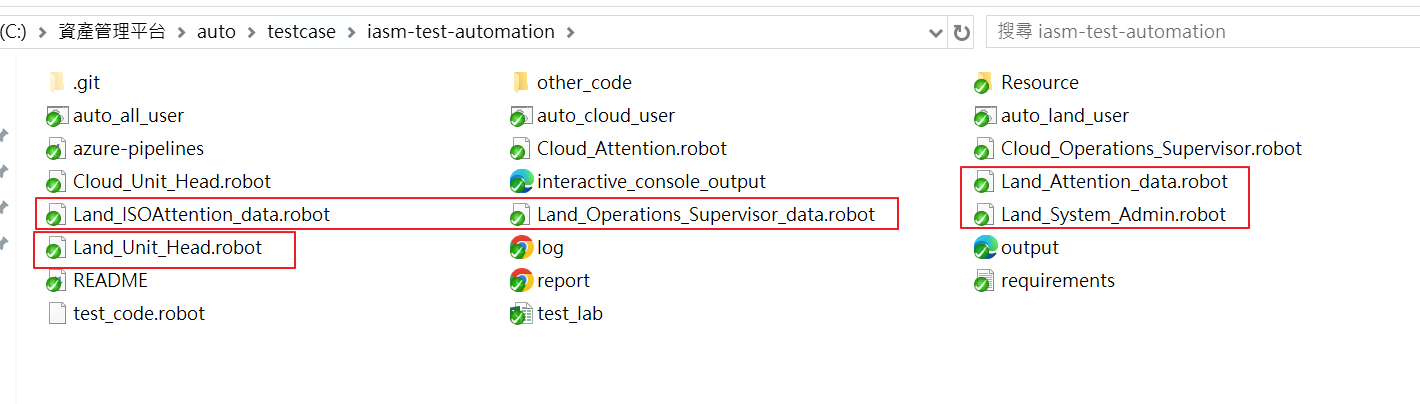 (C:) > 資產管理平台 > auto > testcase > iasm-test-automation > 搜尋 iasm-test-automation
.git other_code Resource
auto_all_user auto_cloud_user auto_land_user
azure-pipelines Cloud_Attention.robot Cloud_Operations_Supervisor.robot
Cloud_Unit_Head.robot interactive_console_output Land_Attention_data.robot
Land_ISOAttention_data.robot Land_Operations_Supervisor_data.robot Land_System_Admin.robot
Land_Unit_Head.robot log output
README report requirements
test_code.robot test_lab